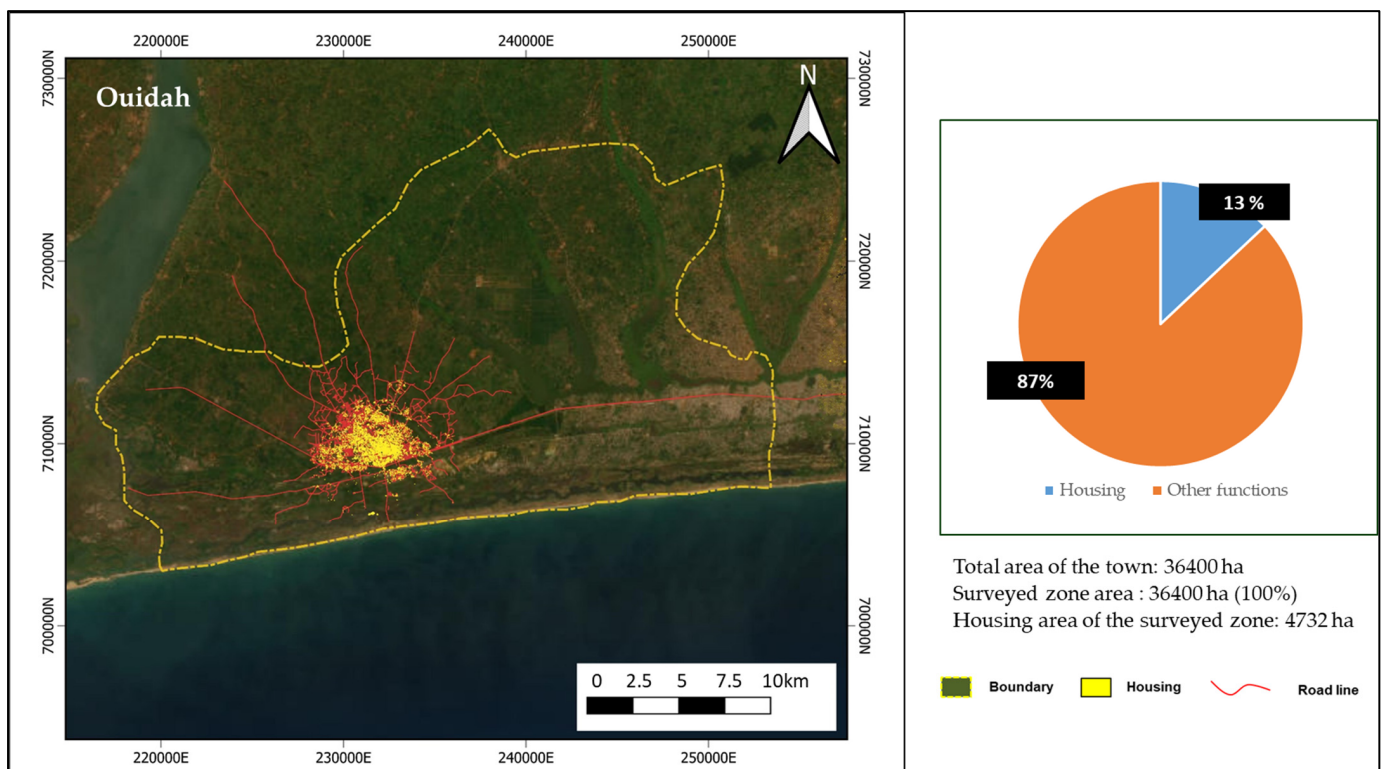 220000E 230000E 240000E 250000E
730000N
730000N
N
Ouidah
720000N
720000N
710000N
710000N
700000N
700000N
0 2.5 5 7.5 10km
220000E 230000E 240000E 250000E
13 %
87%
Housing Other functions
Total area of the town: 36400 ha
Surveyed zone area : 36400 ha (100%)
Housing area of the surveyed zone: 4732 ha
Boundary Housing Road line